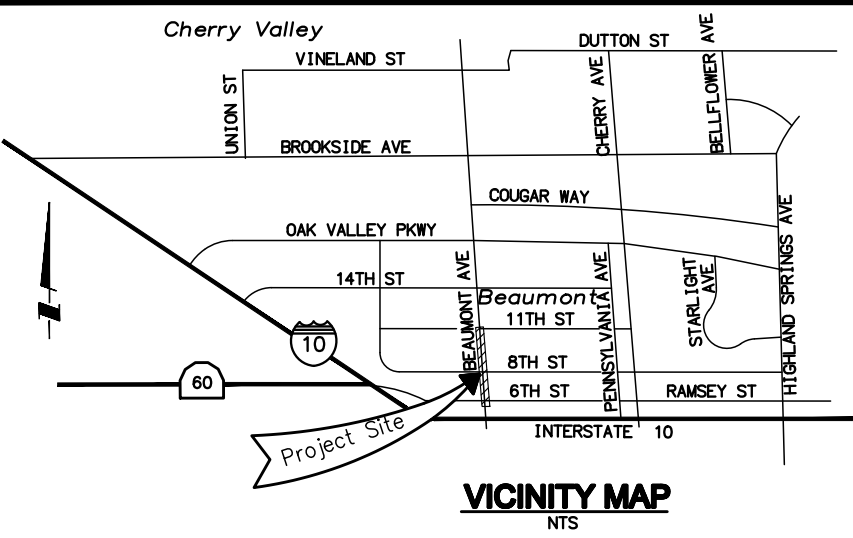 Cherry Valley
DUTTON ST
BELLFLOWER AVE
VINELAND ST
UNION ST
CHERRY AVE
BROOKSIDE AVE
COUGAR WAY
OAK VALLEY PKWY
HIGHLAND SPRINGS AVE
BEAUMONT AVE
PENNSYLVANIA AVE
STARLIGHT
AVE
14TH ST
Beaumont
11TH ST
N
10
8TH ST
60
6TH ST
RAMSEY ST
Project Site
INTERSTATE 10
VICINITY MAP
NTS